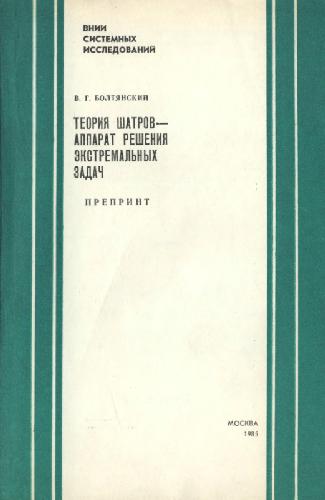 ВНИИ
СИСТЕМНЫХ
ИССЛЕДОВАНИЙ
В. Г. БОЛТЯНСКИЙ
ТЕОРИЯ ШАТРОВ—
АППАРАТ РЕШЕНИЯ
ЭКСТРЕМАЛЬНЫХ
ЗАДАЧ
ПРЕПРИНТ
МОСКВА